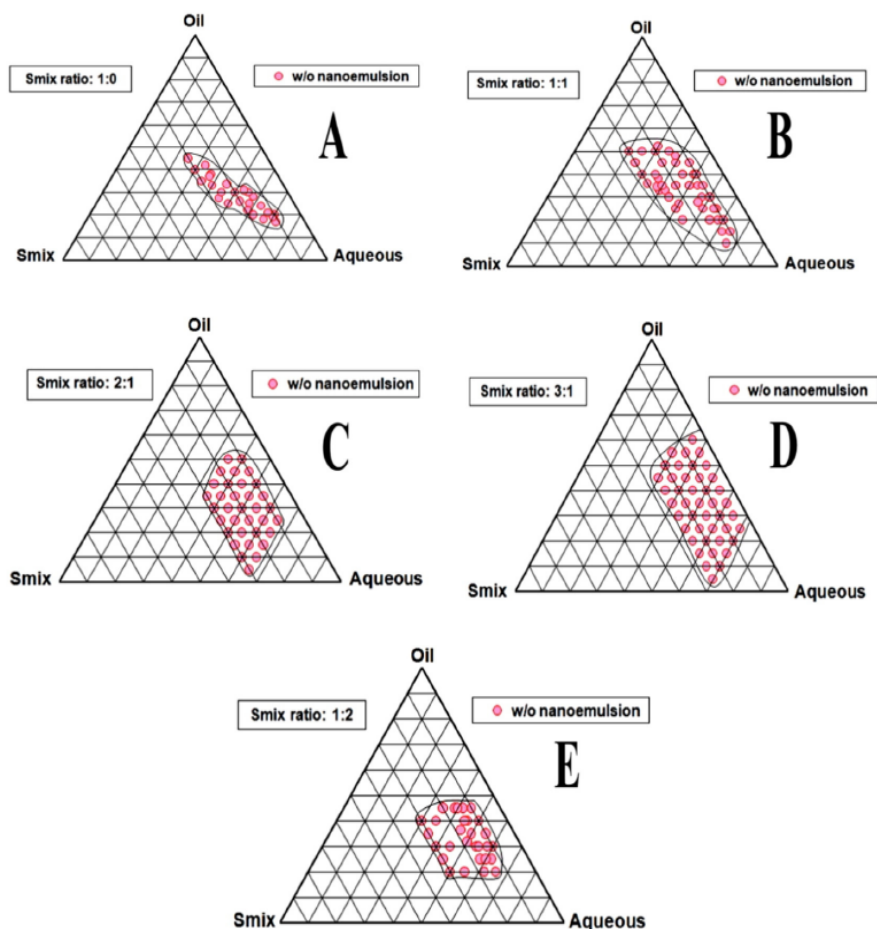 Oil
Smix ratio: 1:0
w/o nanoemulsion
A
Smix
Aqueous
Oil
Smix ratio: 1:1
w/o nanoemulsion
B
Smix
Aqueous
Oil
Smix ratio: 2:1
w/o nanoemulsion
C
Smix
Aqueous
Oil
Smix ratio: 3:1
w/o nanoemulsion
D
Smix
Aqueous
Oil
Smix ratio: 1:2
w/o nanoemulsion
E
Smix
Aqueous